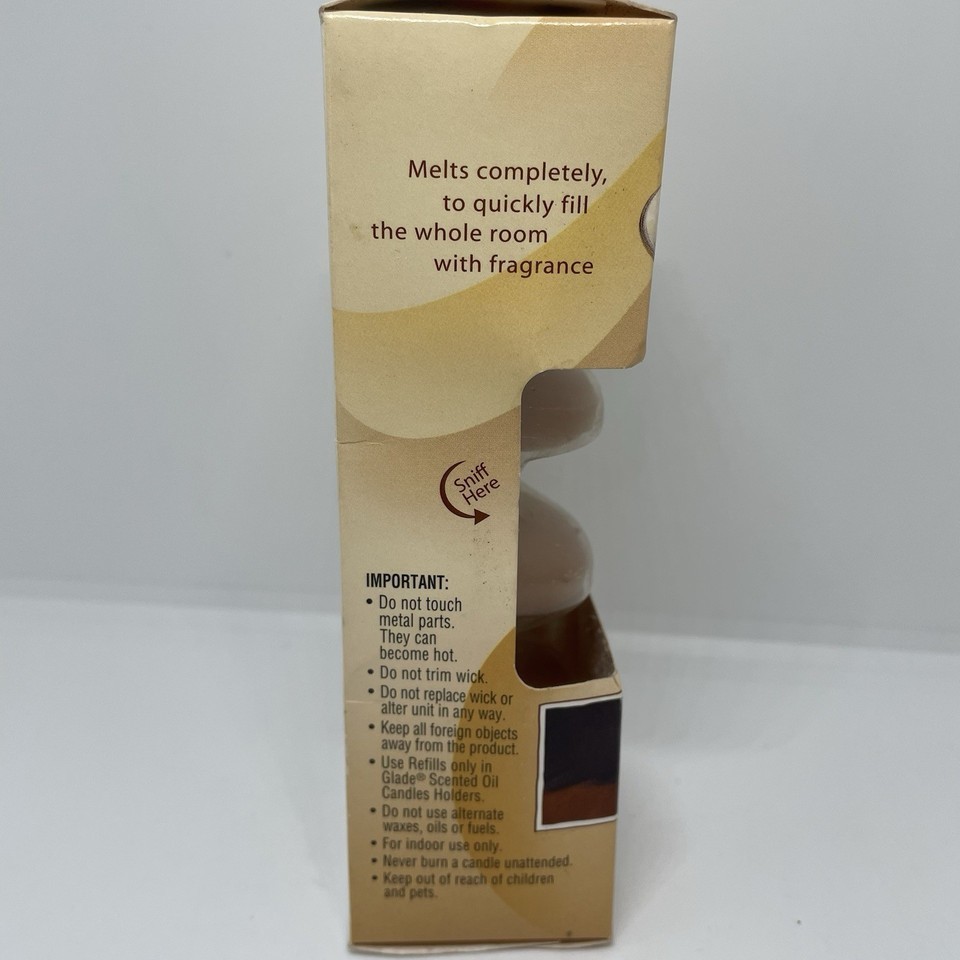 Melts completely,
to quickly fill
the whole room
with fragrance
Sniff
Here
IMPORTANT:
• Do not touch
metal parts.
They can
become hot.
• Do not trim wick.
• Do not replace wick or
alter unit in any way.
• Keep all foreign objects
away from the product.
• Use Refills only in
Glade® Scented Oil
Candles Holders.
• Do not use alternate
waxes, oils or fuels.
• For indoor use only.
• Never burn a candle unattended.
• Keep out of reach of children
and pets.